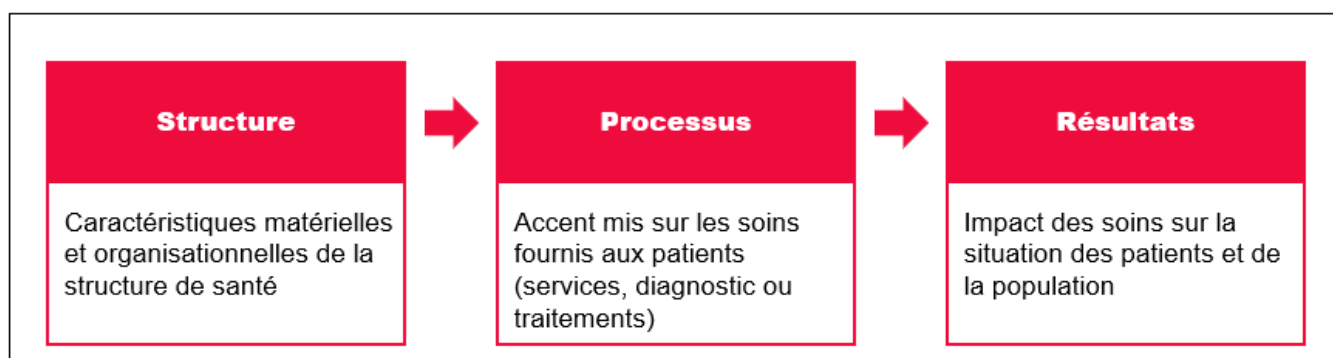 Structure
Caractéristiques matérielles
et organisationnelles de la
structure de santé
Processus
Accent mis sur les soins
fournis aux patients
(services, diagnostic ou
traitements)
Résultats
Impact des soins sur la
situation des patients et de
la population